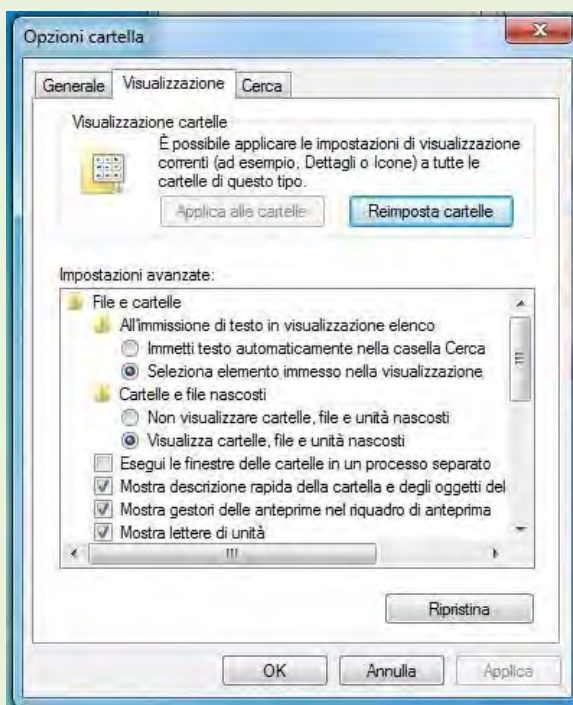 Opzioni cartella
Generale
Visualizzazione
Cerca
Visualizzazione cartelle
È possibile applicare le impostazioni di visualizzazione
correnti (ad esempio, Dettagli o Icone) a tutte le
cartelle di questo tipo.
Applica alle cartelle
Reimposta cartelle
Impostazioni avanzate:
File e cartelle
All'immissione di testo in visualizzazione elenco
Immetti testo automaticamente nella casella Cerca
Seleziona elemento immesso nella visualizzazione
Cartelle e file nascosti
Non visualizzare cartelle, file e unità nascosti
Visualizza cartelle, file e unità nascosti
Esegui le finestre delle cartelle in un processo separato
Mostra descrizione rapida della cartella e degli oggetti del
Mostra gestori delle anteprime nel riquadro di anteprima
Mostra lettere di unità
Ripristina
OK
Annulla
Applica